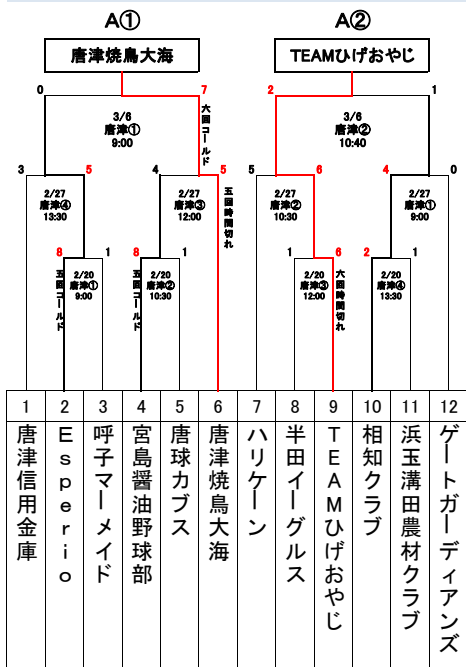 A①
A②
唐津焼鳥大海
TEAMひげおやじ
0
7
2
1
3/6
唐津①
9:00
六回コールド
3/6
唐津②
10:40
3
5
4
5
5
6
4
0
2/27
唐津④
13:30
2/27
唐津③
12:00
五回時間切れ
2/27
唐津②
10:30
2/27
唐津①
9:00
8
1
8
1
1
6
2
1
五回コールド
2/20
唐津①
9:00
五回コールド
2/20
唐津②
10:30
2/20
唐津③
12:00
六回時間切れ
2/20
唐津④
13:30
1
2
3
4
5
6
7
8
9
10
11
12
唐津信用金庫
Esperio
呼子マーメイド
宮島醤油野球部
唐球カブス
唐津焼鳥大海
ハリケーン
半田イーグルス
TEAMひげおやじ
相知クラブ
浜玉溝田農材クラブ
ゲートガーディアンズ